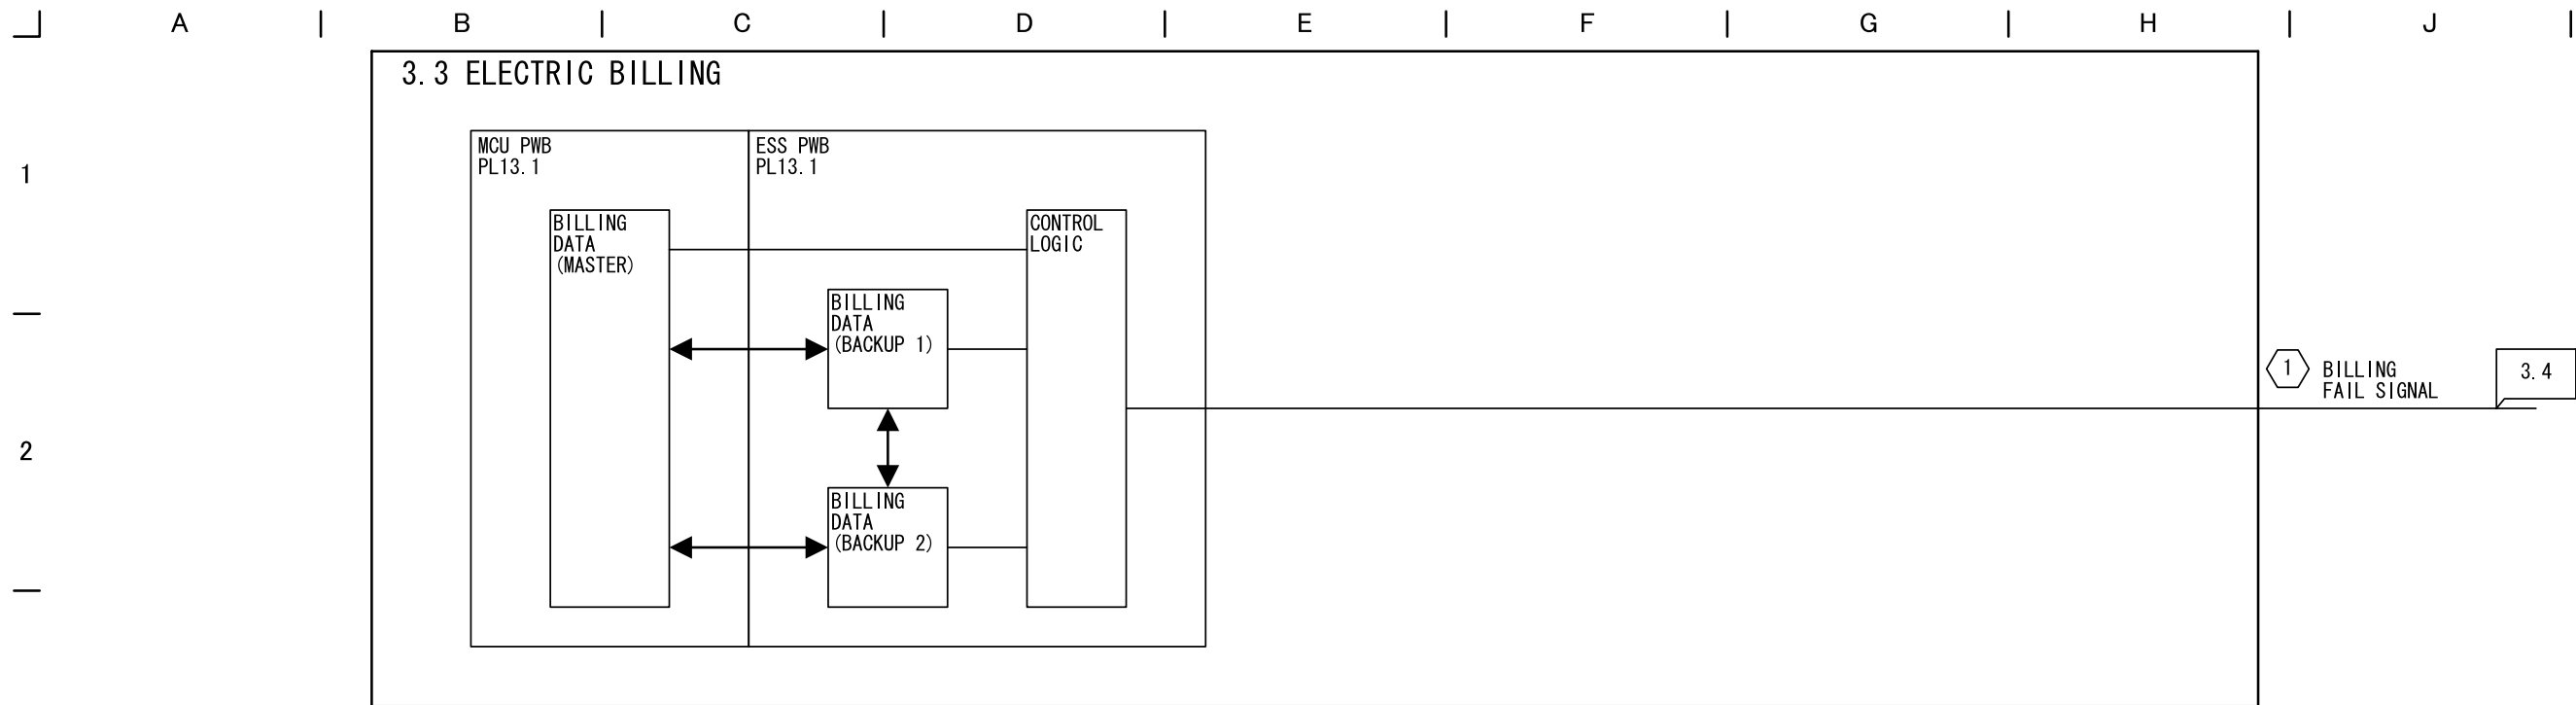 A B C D E F G H J
3.3 ELECTRIC BILLING
MCU PWB
PL13.1
ESS PWB
PL13.1
1
BILLING
DATA
(MASTER)
CONTROL
LOGIC
BILLING
DATA
(BACKUP 1)
1
BILLING
FAIL SIGNAL
3.4
2
BILLING
DATA
(BACKUP 2)